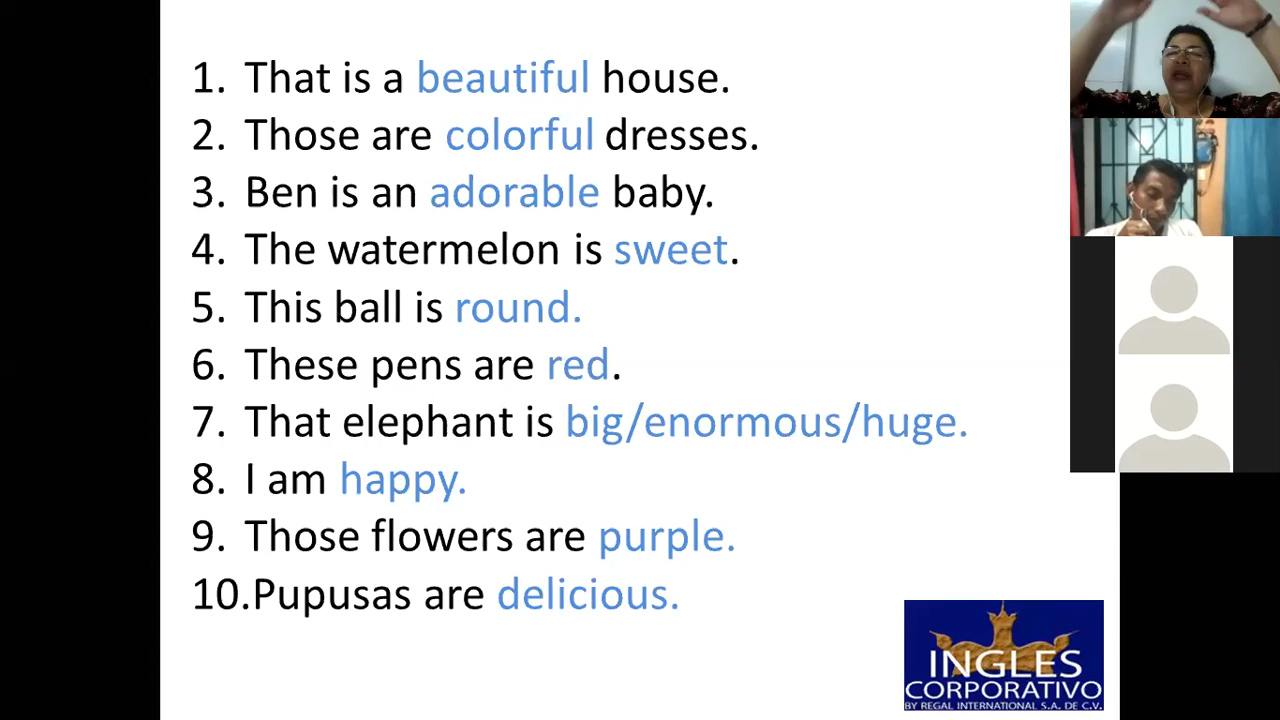 1. That is a beautiful house.
2. Those are colorful dresses.
3. Ben is an adorable baby.
4. The watermelon is sweet.
5. This ball is round.
6. These pens are red.
7. That elephant is big/enormous/huge.
8. I am happy.
9. Those flowers are purple.
10.Pupusas are delicious.
INGLES
CORPORATIVO
BY REGAL INTERNATIONAL S.A. DE C.V.